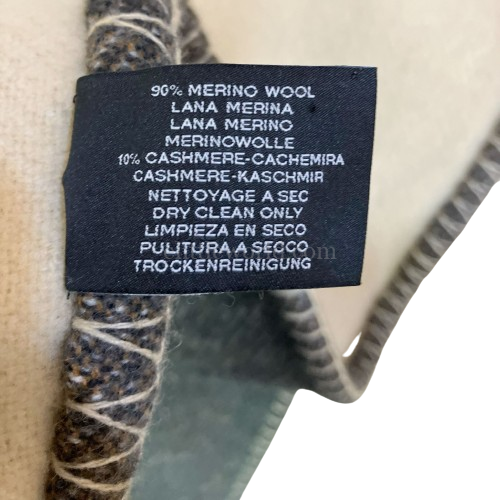 90% MERINO WOOL
LANA MERINA
LANA MERINO
MERINOWOLLE
10% CASHMERE-CACHEMIRA
CASHMERE-KASCHMIR
NETTOYAGE A SEC
DRY CLEAN ONLY
LIMPIEZA EN SECO
PULITURA A SECCO
TROCKENREINIGUNG